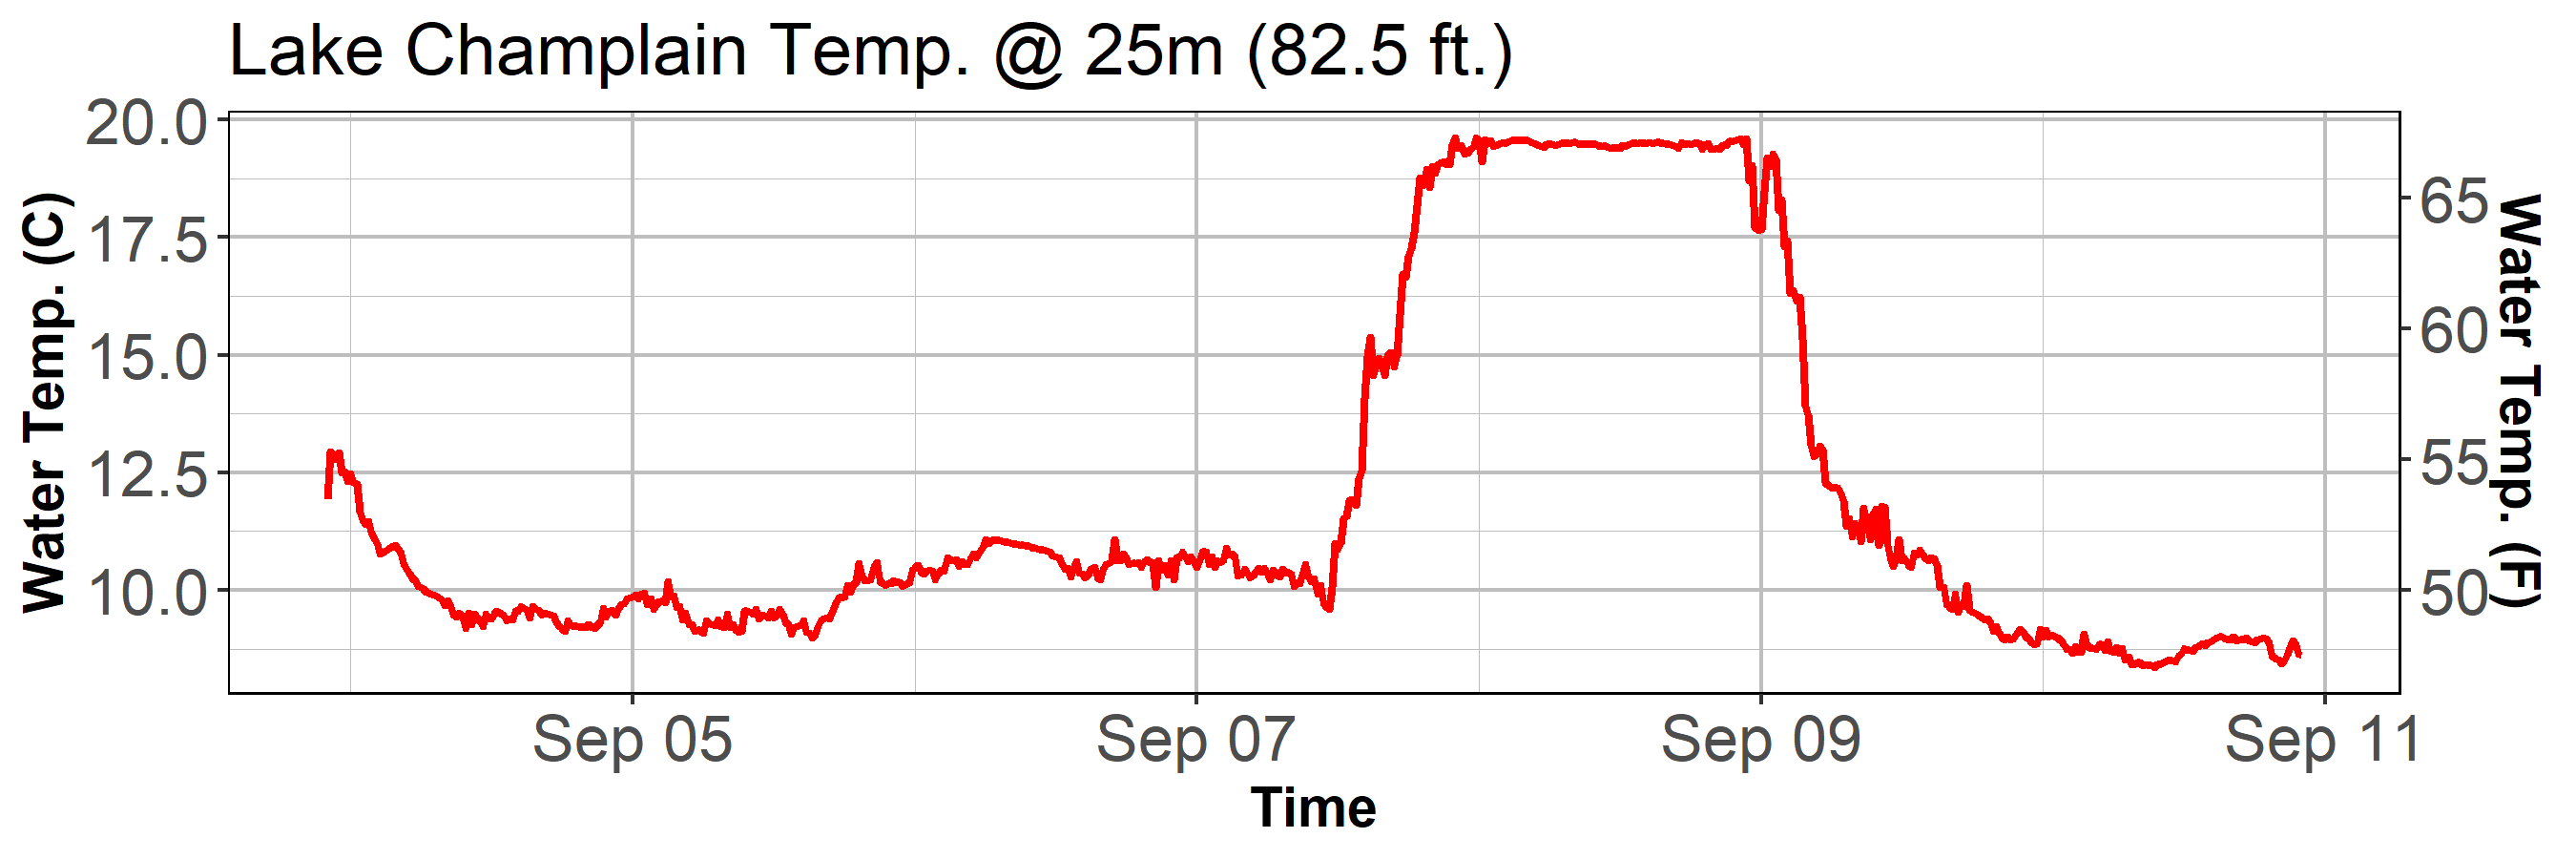 Lake Champlain Temp. @ 25m (82.5 ft.)
20.0
17.5
15.0
12.5
10.0
Water Temp. (C)
65
60
55
50
Water Temp. (F)
Sep 05
Sep 07
Sep 09
Sep 11
Time